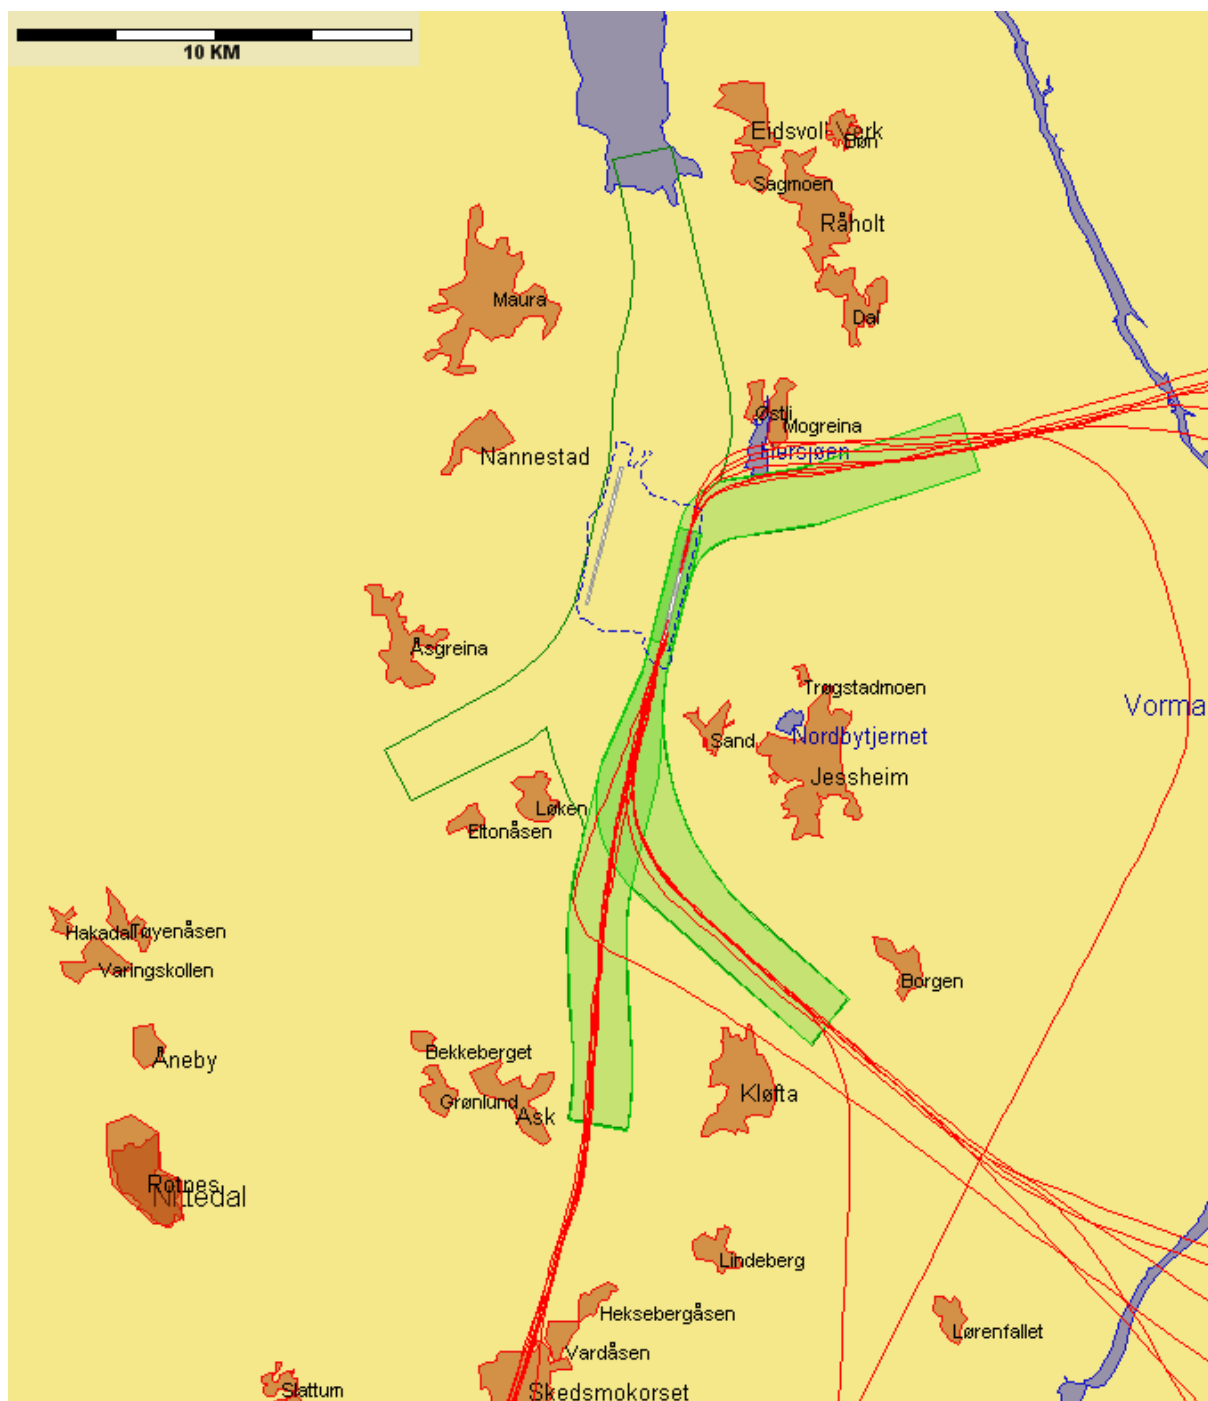 10 KM
Eidsvoll Verk
Bøn
Sagmoen
Råholt
Maura
Dal
Østli
Mogreina
Nannestad
Hersjøen
Åsgreina
Trøgstadmoen
Vorma
Sand
Nordbytjernet
Jessheim
Løken
Eltonåsen
Hakadal
Tøyenåsen
Varingskollen
Borgen
Åneby
Bekkeberget
Kløfta
Grønlund
Ask
Rotnes
Nittedal
Lindeberg
Heksebergåsen
Lørenfallet
Vardåsen
Slattum
Skedsmokorset